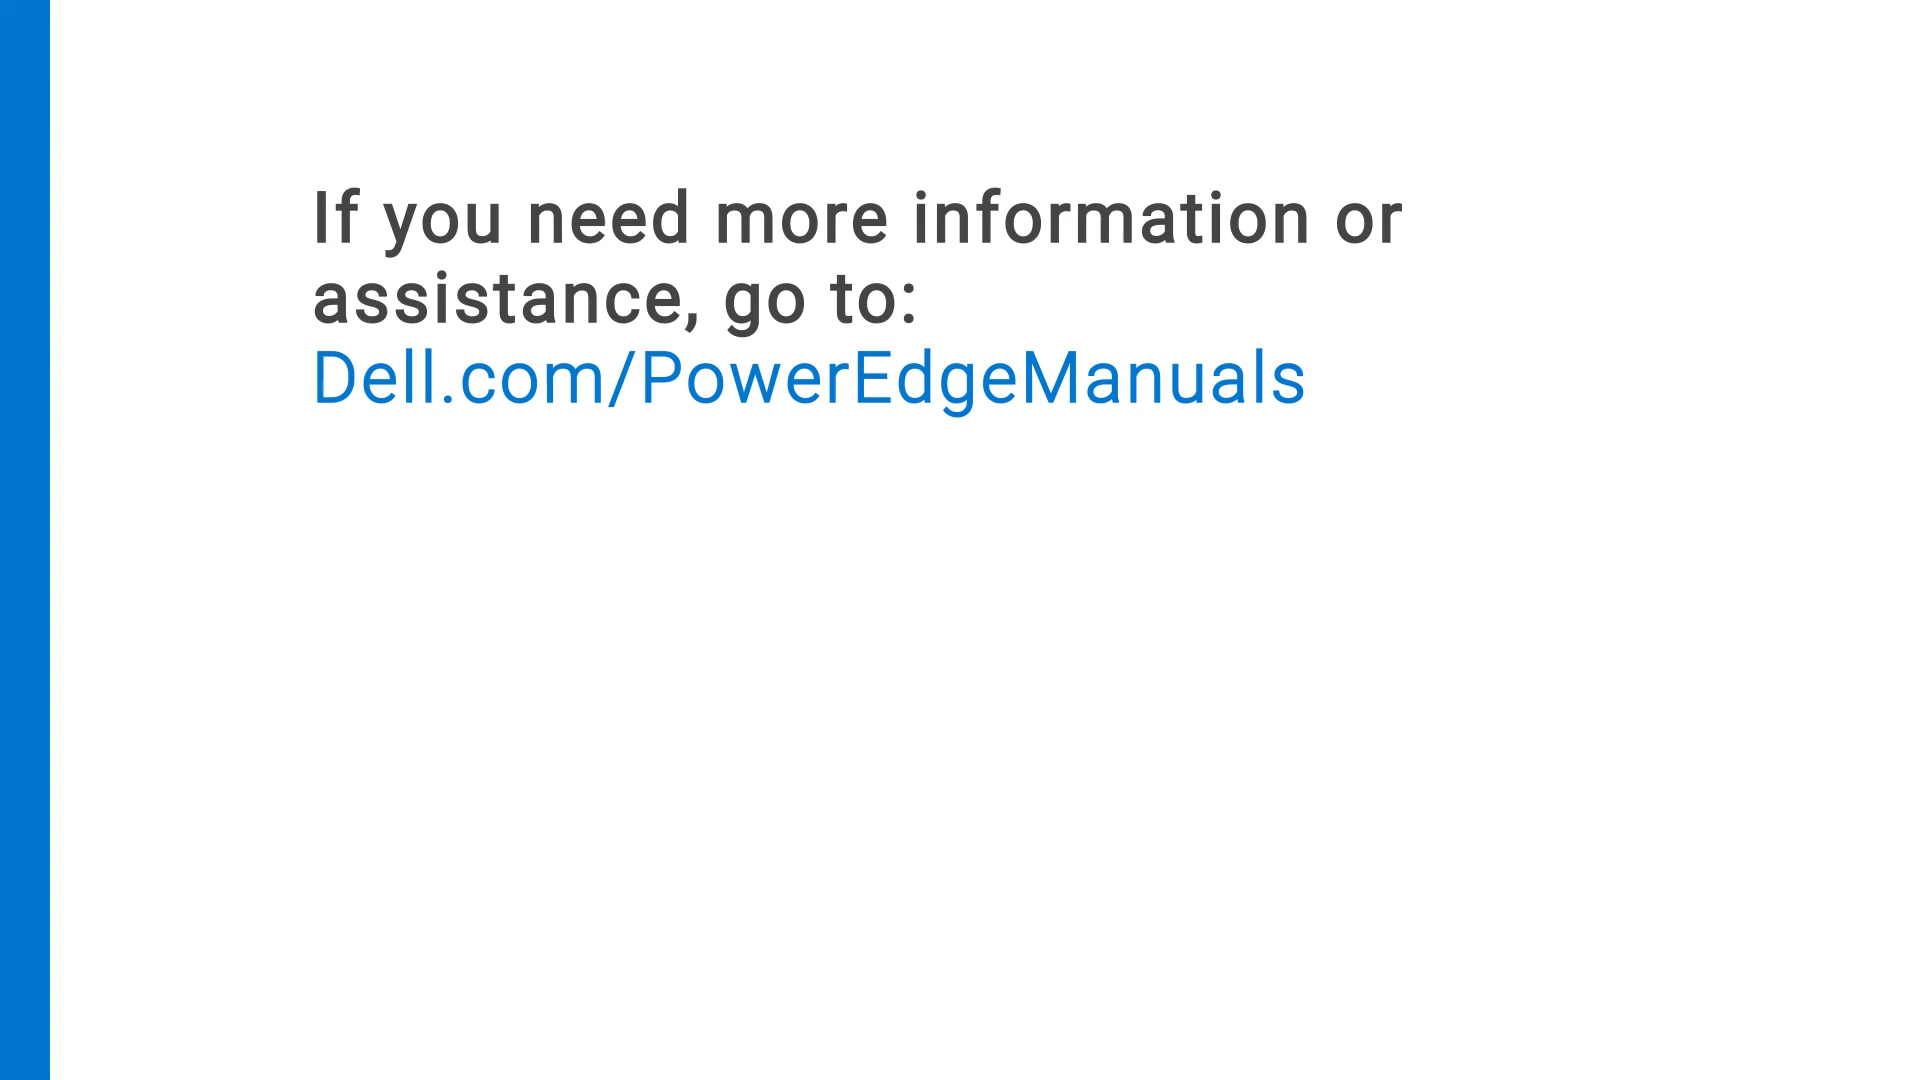 If you need more information or
assistance, go to:
Dell.com/PowerEdgeManuals